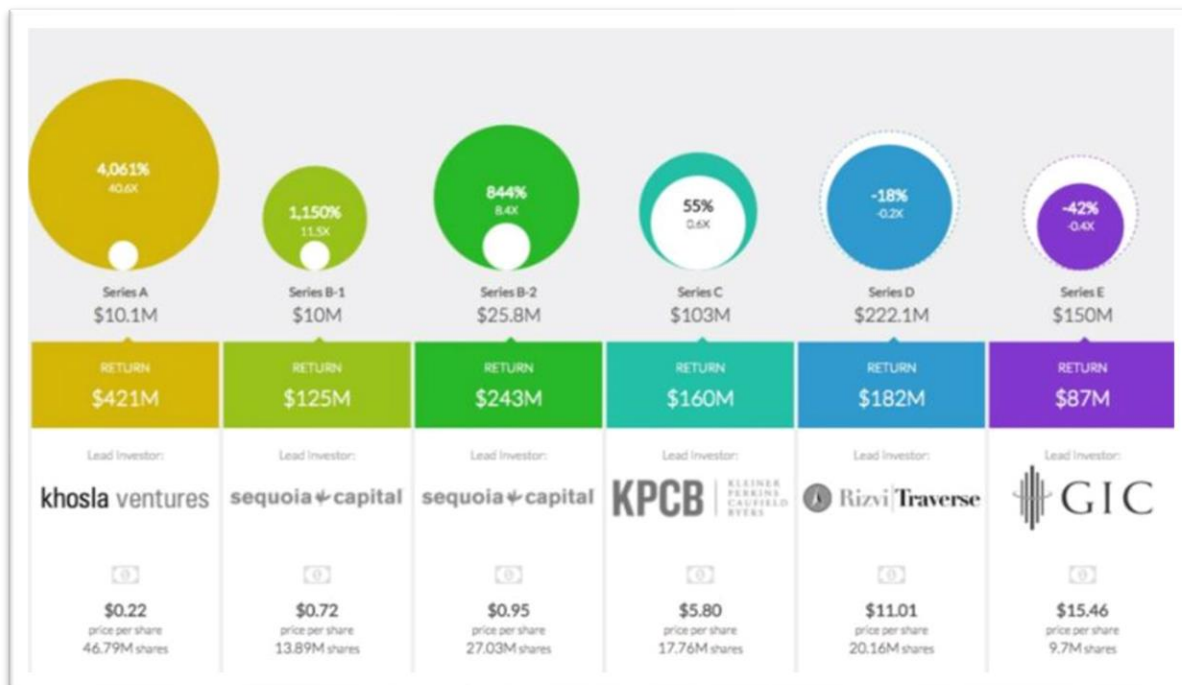 4,061%
40.6X
1,150%
11.5X
844%
8.4X
55%
0.6X
-18%
-0.2X
-42%
-0.4X
Series A
$10.1M
Series B-1
$10M
Series B-2
$25.8M
Series C
$103M
Series D
$222.1M
Series E
$150M
RETURN
$421M
RETURN
$125M
RETURN
$243M
RETURN
$160M
RETURN
$182M
RETURN
$87M
Lead Investor:
khosla ventures
Lead Investor:
sequoia capital
Lead Investor:
sequoia capital
Lead Investor:
KPCB
KLEINER
PERKINS
CAUFIELD
BYERS
Lead Investor:
Rizvi Traverse
Lead Investor:
GIC
$0.22
price per share
46.79M shares
$0.72
price per share
13.89M shares
$0.95
price per share
27.03M shares
$5.80
price per share
17.76M shares
$11.01
price per share
20.16M shares
$15.46
price per share
9.7M shares